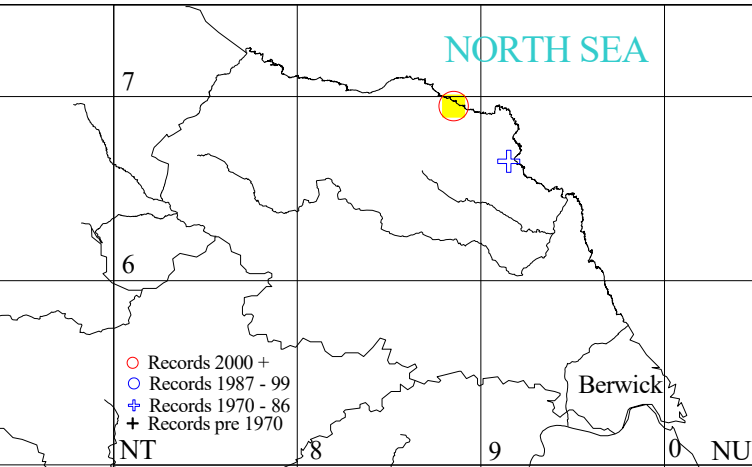 NORTH SEA
7
6
Records 2000 +
Records 1987 - 99
Records 1970 - 86
Records pre 1970
Berwick
NT
8
9
0
NU